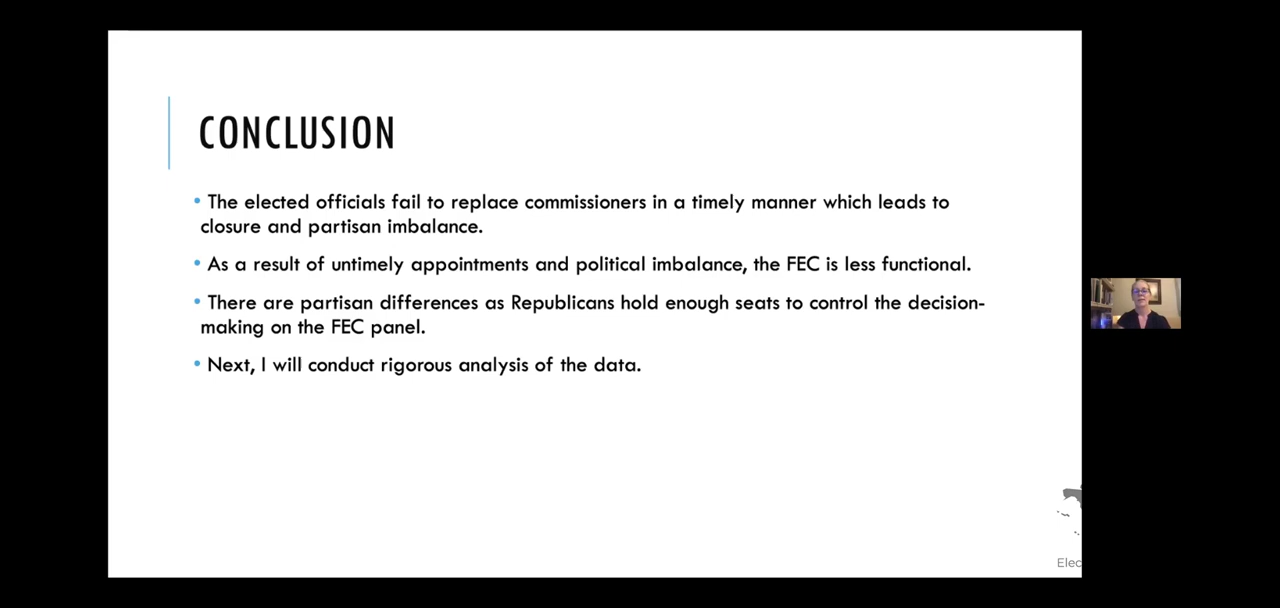 CONCLUSION
• The elected officials fail to replace commissioners in a timely manner which leads to
closure and partisan imbalance.
• As a result of untimely appointments and political imbalance, the FEC is less functional.
• There are partisan differences as Republicans hold enough seats to control the decision-
making on the FEC panel.
• Next, I will conduct rigorous analysis of the data.
Elec